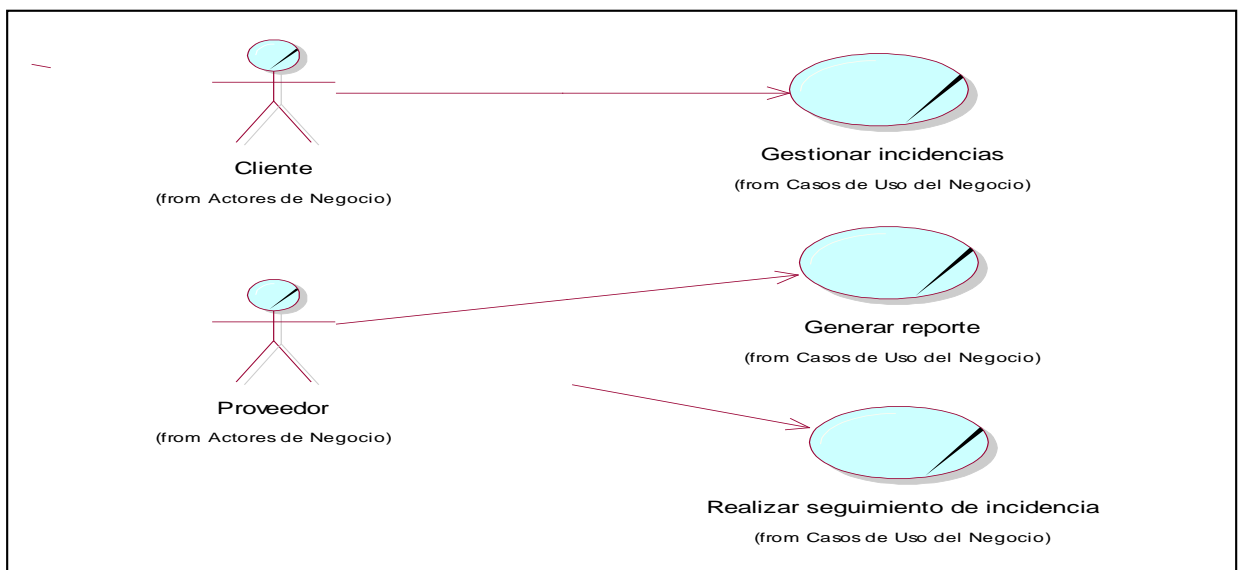 Cliente
(from Actores de Negocio)
Gestionar incidencias
(from Casos de Uso del Negocio)
Generar reporte
(from Casos de Uso del Negocio)
Proveedor
(from Actores de Negocio)
Realizar seguimiento de incidencia
(from Casos de Uso del Negocio)